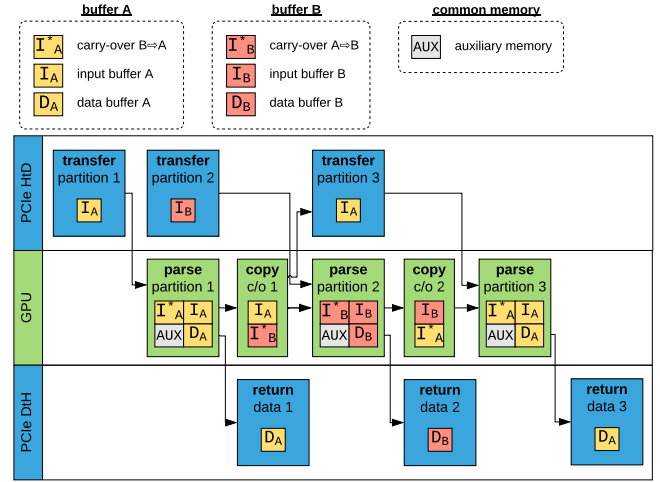 buffer A
buffer B
common memory
I*A carry-over B⇨A
I*B carry-over A⇨B
AUX auxiliary memory
IA input buffer A
IB input buffer B
DA data buffer A
DB data buffer B
PCIe HtD
transfer
partition 1
IA
transfer
partition 2
IB
transfer
partition 3
IA
GPU
parse
partition 1
I*A IA
AUX DA
copy
c/o 1
IA
I*B
parse
partition 2
I*B IB
AUX DB
copy
c/o 2
IB
I*A
parse
partition 3
I*A IA
AUX DA
PCIe DtH
return
data 1
DA
return
data 2
DB
return
data 3
DA